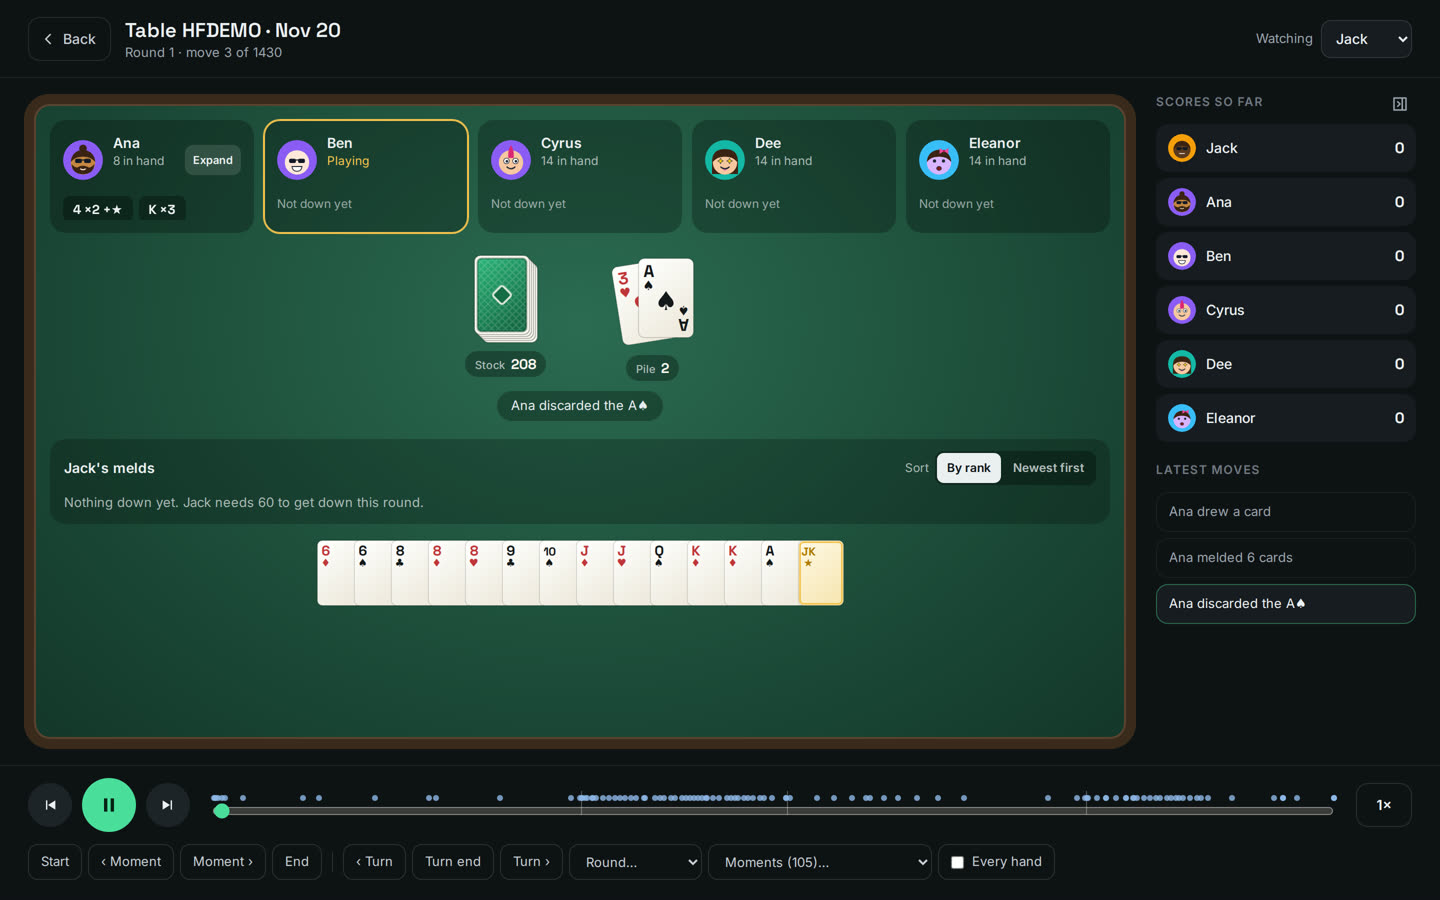 Back
Table HFDEMO · Nov 20
Round 1 · move 3 of 1430
Watching
Jack
Ana
8 in hand
Expand
4 ×2 +★
K ×3
Ben
Playing
Not down yet
Cyrus
14 in hand
Not down yet
Dee
14 in hand
Not down yet
Eleanor
14 in hand
Not down yet
3♥
A♠
A♠
Stock 208
Pile 2
Ana discarded the A♠
Jack's melds
Sort
By rank
Newest first
Nothing down yet. Jack needs 60 to get down this round.
6♦ 6♠ 8♣ 8♦ 8♥ 9♣ 10♠ J♦ J♥ Q♠ K♦ K♦ A♠ JK★
SCORES SO FAR
Jack 0
Ana 0
Ben 0
Cyrus 0
Dee 0
Eleanor 0
LATEST MOVES
Ana drew a card
Ana melded 6 cards
Ana discarded the A♠
1×
Start
‹ Moment
Moment ›
End
‹ Turn
Turn end
Turn ›
Round...
Moments (105)...
Every hand